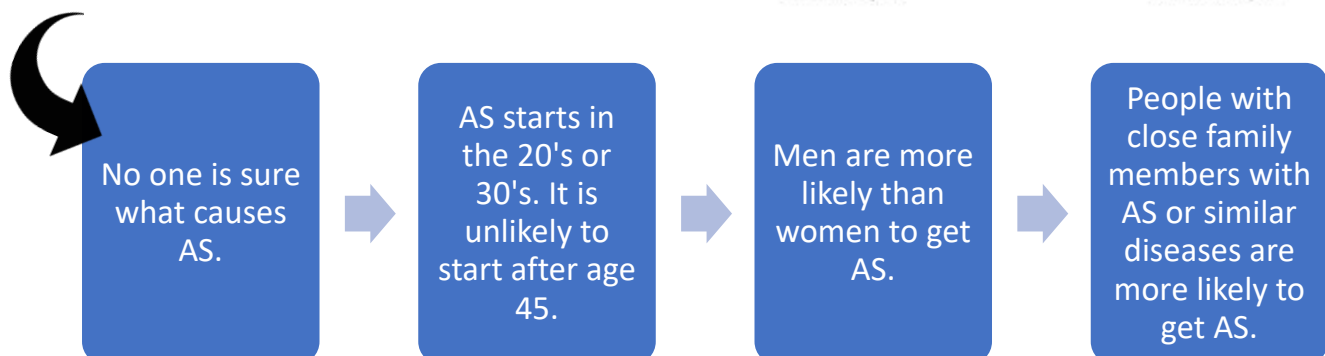 No one is sure
what causes
AS.
AS starts in
the 20's or
30's. It is
unlikely to
start after age
45.
Men are more
likely than
women to get
AS.
People with
close family
members with
AS or similar
diseases are
more likely to
get AS.